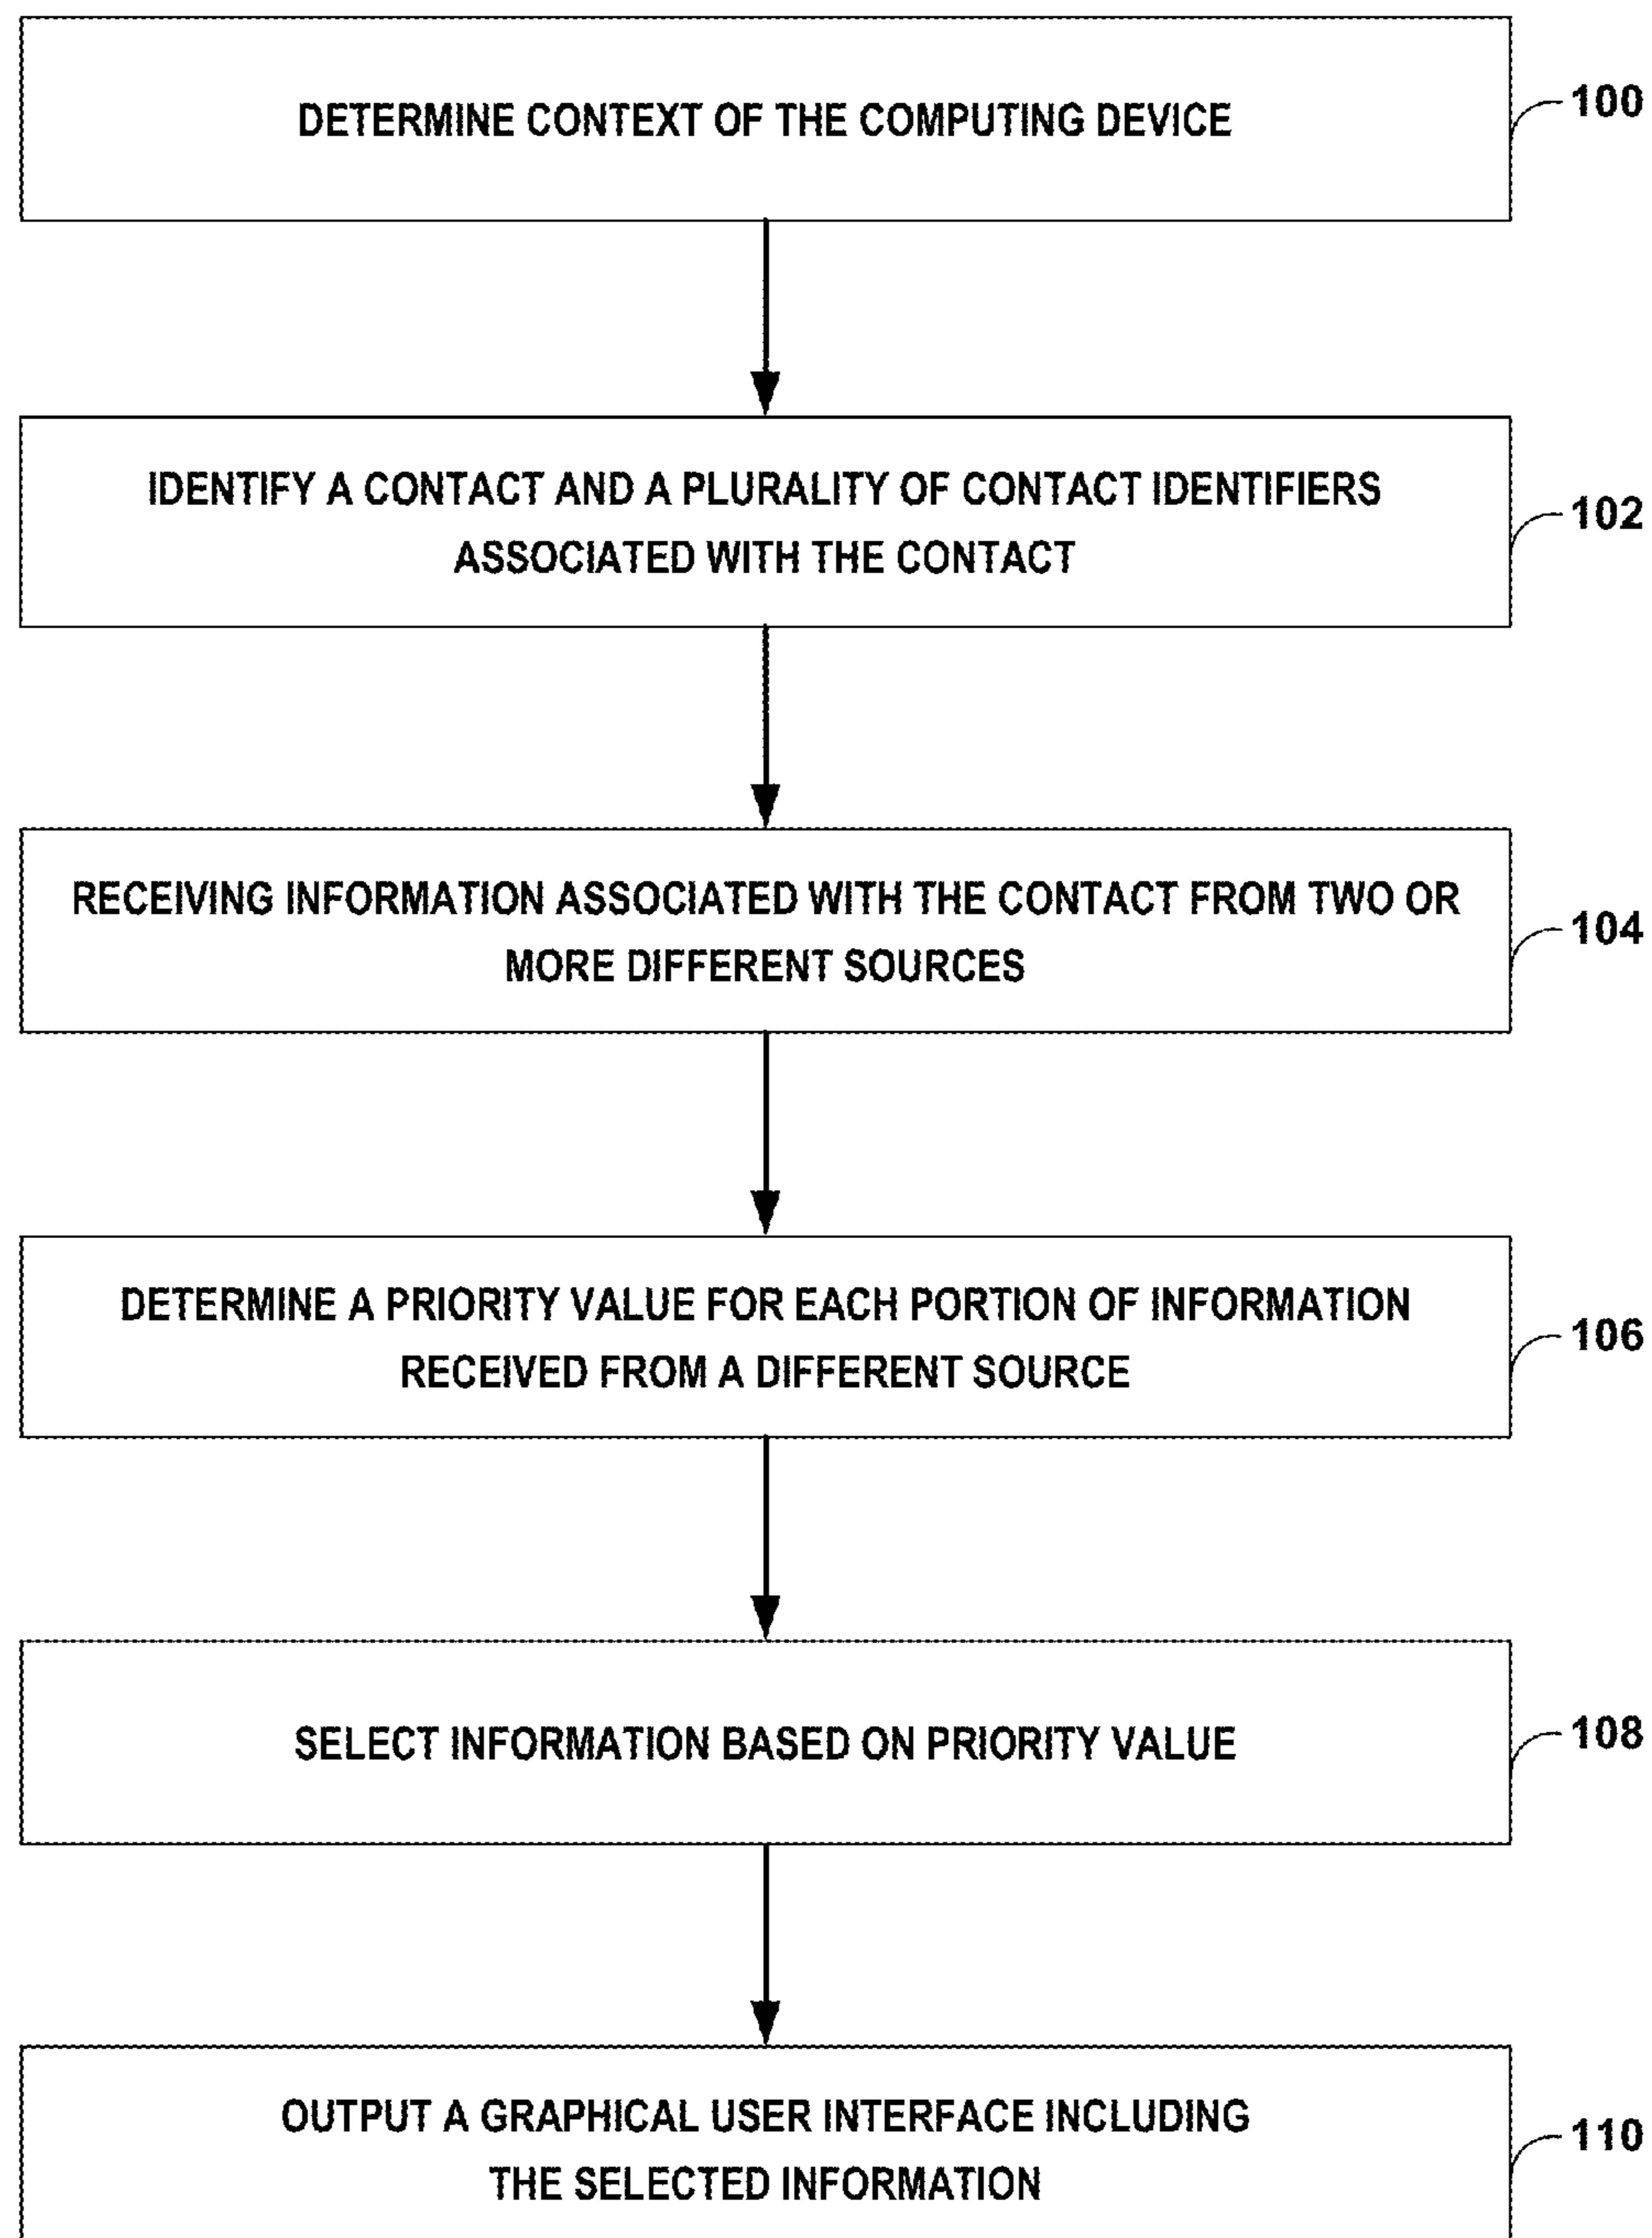 DETERMINE CONTEXT OF THE COMPUTING DEVICE
100
IDENTIFY A CONTACT AND A PLURALITY OF CONTACT IDENTIFIERS
ASSOCIATED WITH THE CONTACT
102
RECEIVING INFORMATION ASSOCIATED WITH THE CONTACT FROM TWO OR
MORE DIFFERENT SOURCES
104
DETERMINE A PRIORITY VALUE FOR EACH PORTION OF INFORMATION
RECEIVED FROM A DIFFERENT SOURCE
106
SELECT INFORMATION BASED ON PRIORITY VALUE
108
OUTPUT A GRAPHICAL USER INTERFACE INCLUDING
THE SELECTED INFORMATION
110